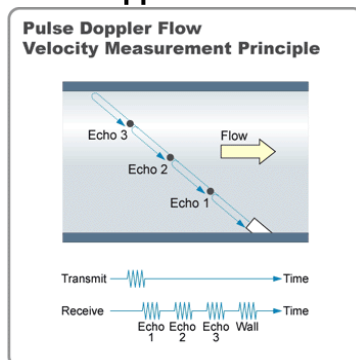 Pulse Doppler Flow
Velocity Measurement Principle
Echo 3
Flow
Echo 2
Echo 1
Transmit
Time
Receive
Time
Echo 1
Echo 2
Echo 3
Wall